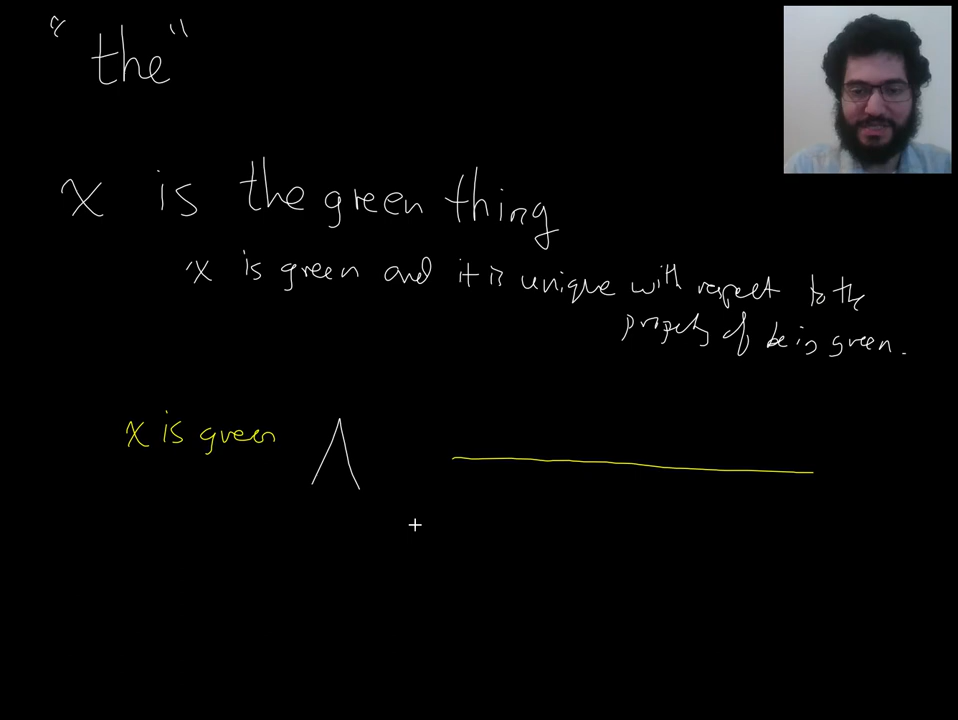 "the"
x is the green thing
x is green and it is unique with respect to the
property of being green.
x is green ∧